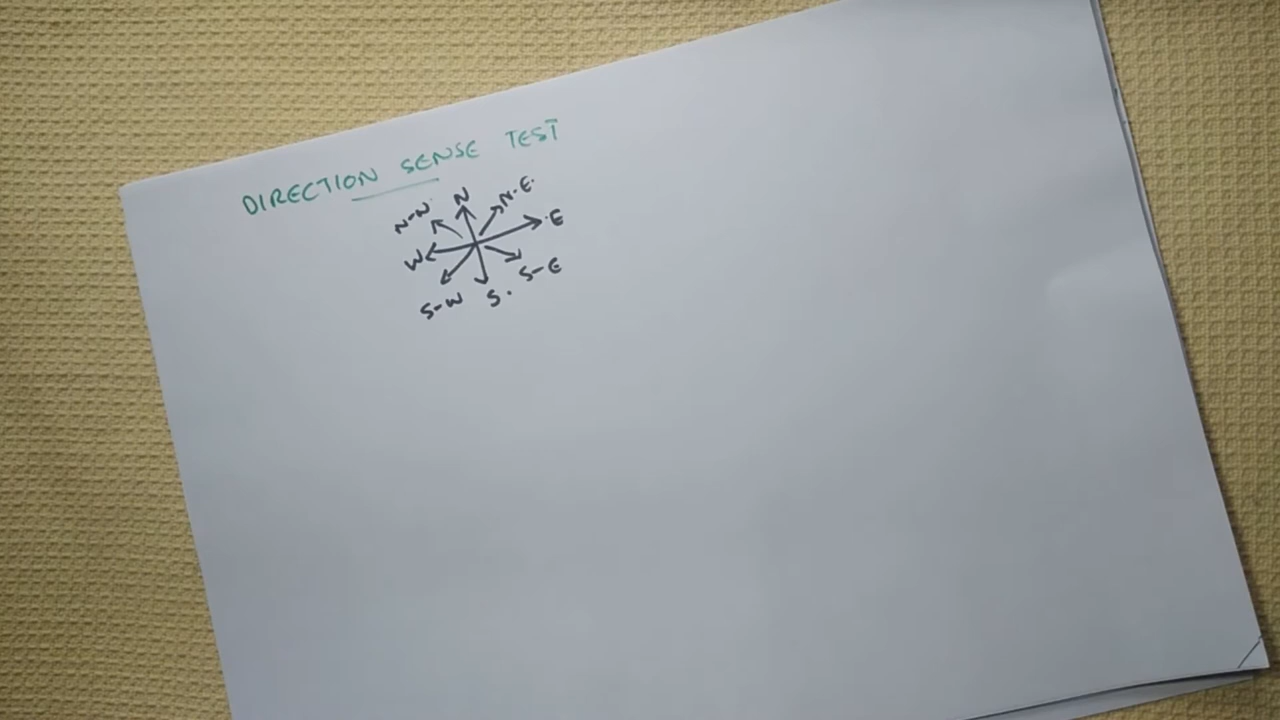 DIRECTION SENSE TEST
N
N-W
N.E.
W
E
S-W
S.
S-E